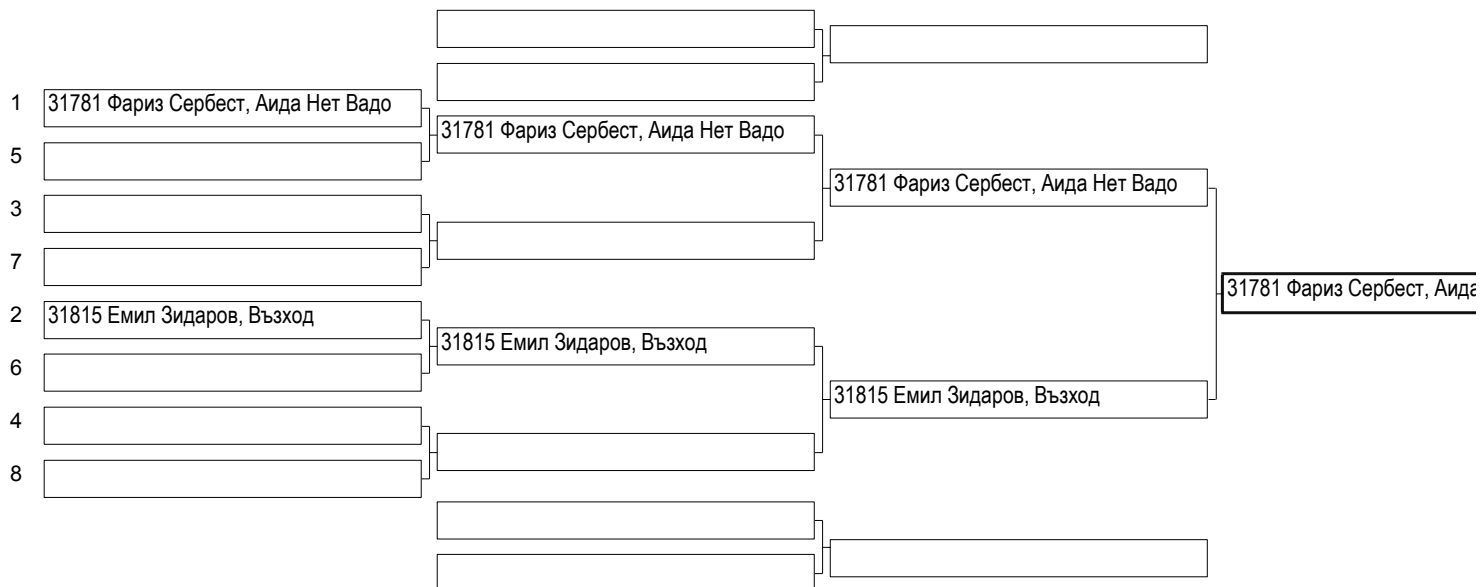 1
31781 Фариз Сербест, Аида Нет Вадо
31781 Фариз Сербест, Аида Нет Вадо
5
31781 Фариз Сербест, Аида Нет Вадо
3
7
31781 Фариз Сербест, Аида
2
31815 Емил Зидаров, Възход
31815 Емил Зидаров, Възход
6
31815 Емил Зидаров, Възход
4
8